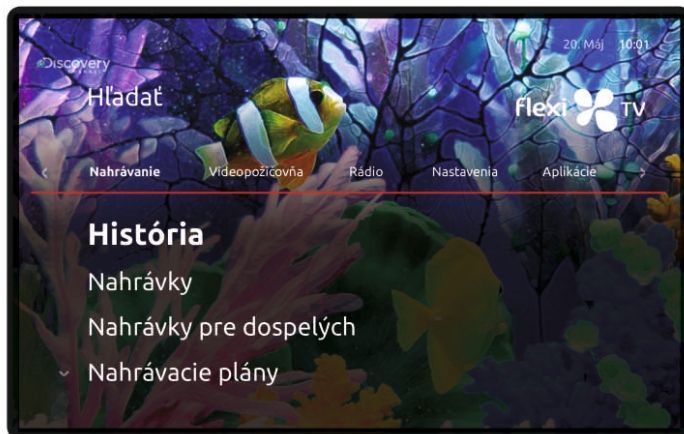 Discovery
CHANNEL
20. Máj 10:01
Hľadať
flexi TV
Nahrávanie Videopožičovňa Rádio Nastavenia Aplikácie
História
Nahrávky
Nahrávky pre dospelých
Nahrávacie plány